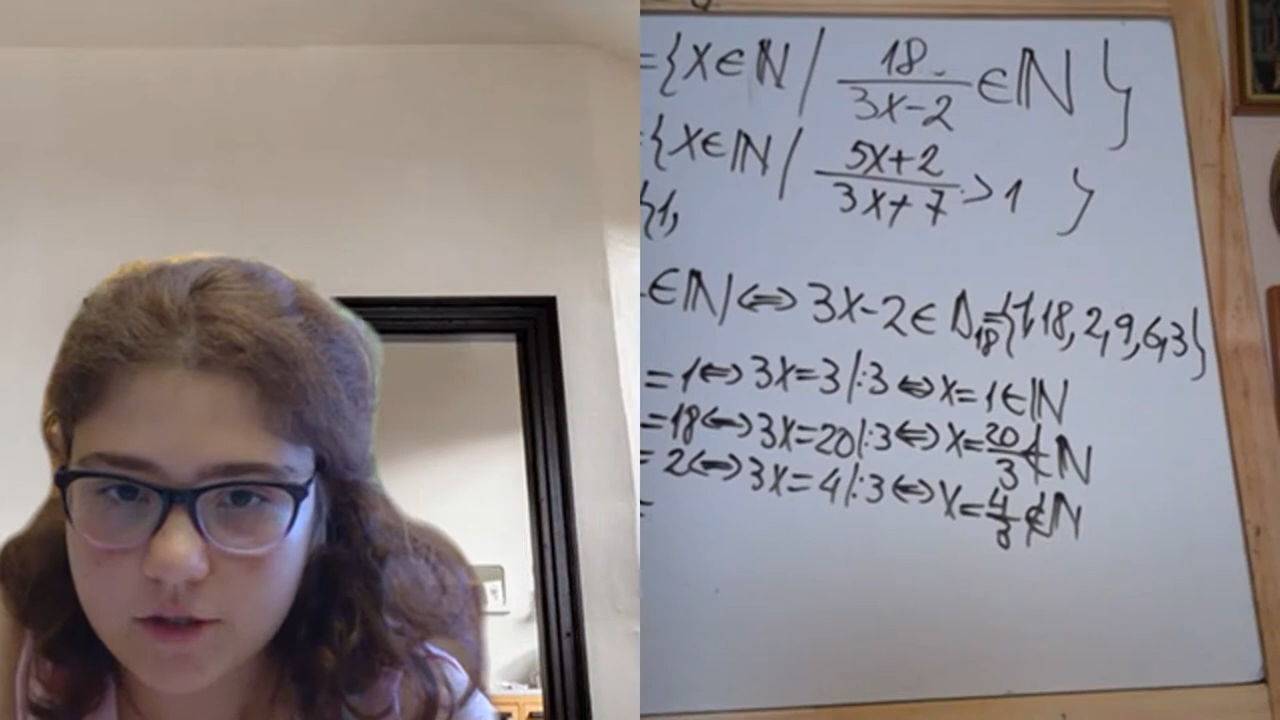 ={x∈ℕ / 18/(3x-2) ∈ℕ }
={x∈ℕ / (5x+2)/(3x+7) >1 }
{1,
∈ℕ⇔3x-2∈D₁₈={1,18,2,9,6,3}
=1⇔3x=3/:3⇔x=1∈ℕ
=18⇔3x=20/:3⇔x=20/3∉ℕ
=2⇔3x=4/:3⇔x=4/3∉ℕ